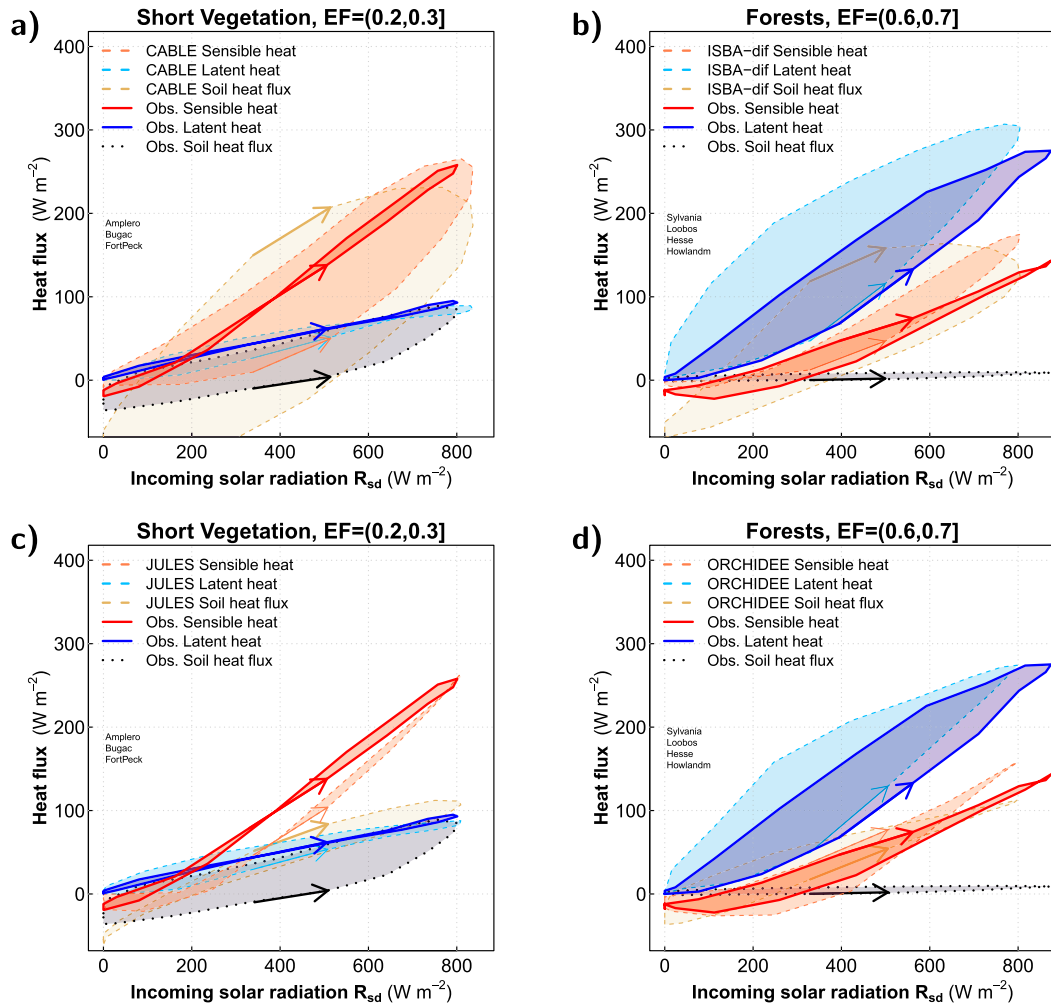 a)
Short Vegetation, EF=(0.2,0.3]
400
300
200
100
0
Heat flux (W m−2)
CABLE Sensible heat
CABLE Latent heat
CABLE Soil heat flux
Obs. Sensible heat
Obs. Latent heat
Obs. Soil heat flux
Amplero
Bugac
FortPeck
0 200 400 600 800
Incoming solar radiation Rsd (W m−2)
b)
Forests, EF=(0.6,0.7]
400
300
200
100
0
Heat flux (W m−2)
ISBA−dif Sensible heat
ISBA−dif Latent heat
ISBA−dif Soil heat flux
Obs. Sensible heat
Obs. Latent heat
Obs. Soil heat flux
Sylvania
Loobos
Hesse
Howlandm
0 200 400 600 800
Incoming solar radiation Rsd (W m−2)
c)
Short Vegetation, EF=(0.2,0.3]
400
300
200
100
0
Heat flux (W m−2)
JULES Sensible heat
JULES Latent heat
JULES Soil heat flux
Obs. Sensible heat
Obs. Latent heat
Obs. Soil heat flux
Amplero
Bugac
FortPeck
0 200 400 600 800
Incoming solar radiation Rsd (W m−2)
d)
Forests, EF=(0.6,0.7]
400
300
200
100
0
Heat flux (W m−2)
ORCHIDEE Sensible heat
ORCHIDEE Latent heat
ORCHIDEE Soil heat flux
Obs. Sensible heat
Obs. Latent heat
Obs. Soil heat flux
Sylvania
Loobos
Hesse
Howlandm
0 200 400 600 800
Incoming solar radiation Rsd (W m−2)